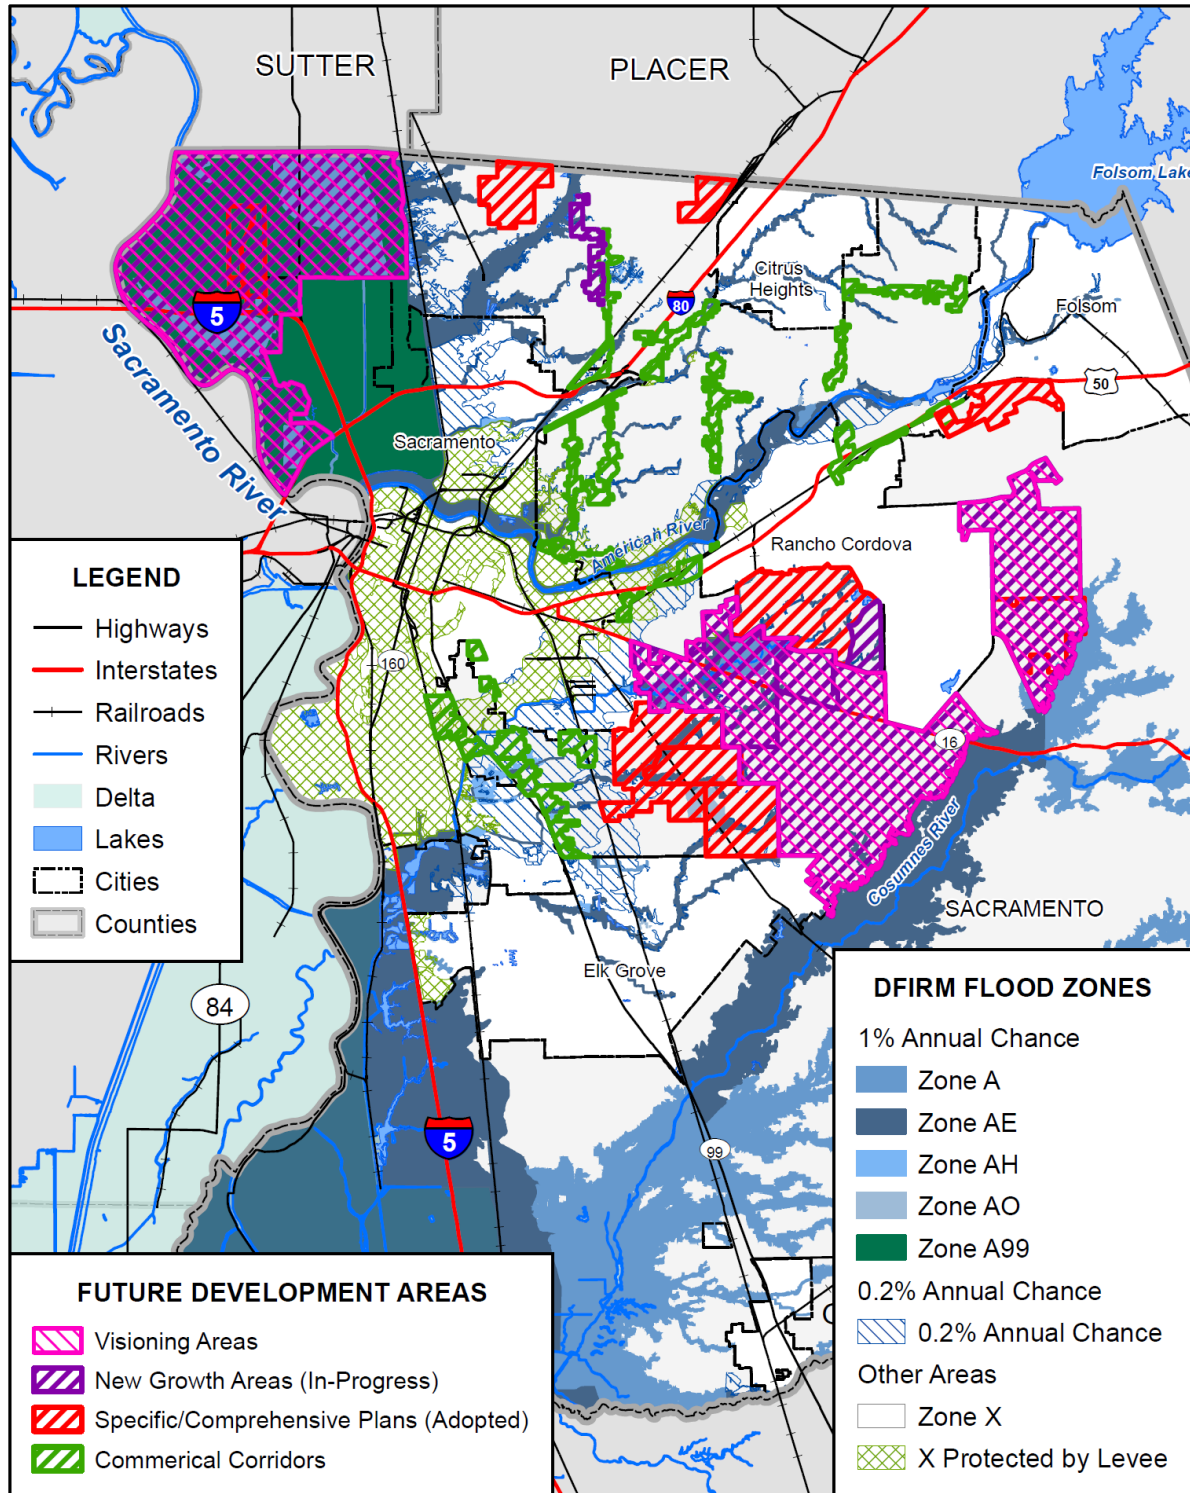 SUTTER
PLACER
Folsom Lake
Citrus
Heights
80
Folsom
5
50
Sacramento River
Sacramento
American River
Rancho Cordova
160
16
Cosumnes River
SACRAMENTO
Elk Grove
84
5
99
LEGEND
Highways
Interstates
Railroads
Rivers
Delta
Lakes
Cities
Counties
FUTURE DEVELOPMENT AREAS
Visioning Areas
New Growth Areas (In-Progress)
Specific/Comprehensive Plans (Adopted)
Commerical Corridors
DFIRM FLOOD ZONES
1% Annual Chance
Zone A
Zone AE
Zone AH
Zone AO
Zone A99
0.2% Annual Chance
0.2% Annual Chance
Other Areas
Zone X
X Protected by Levee